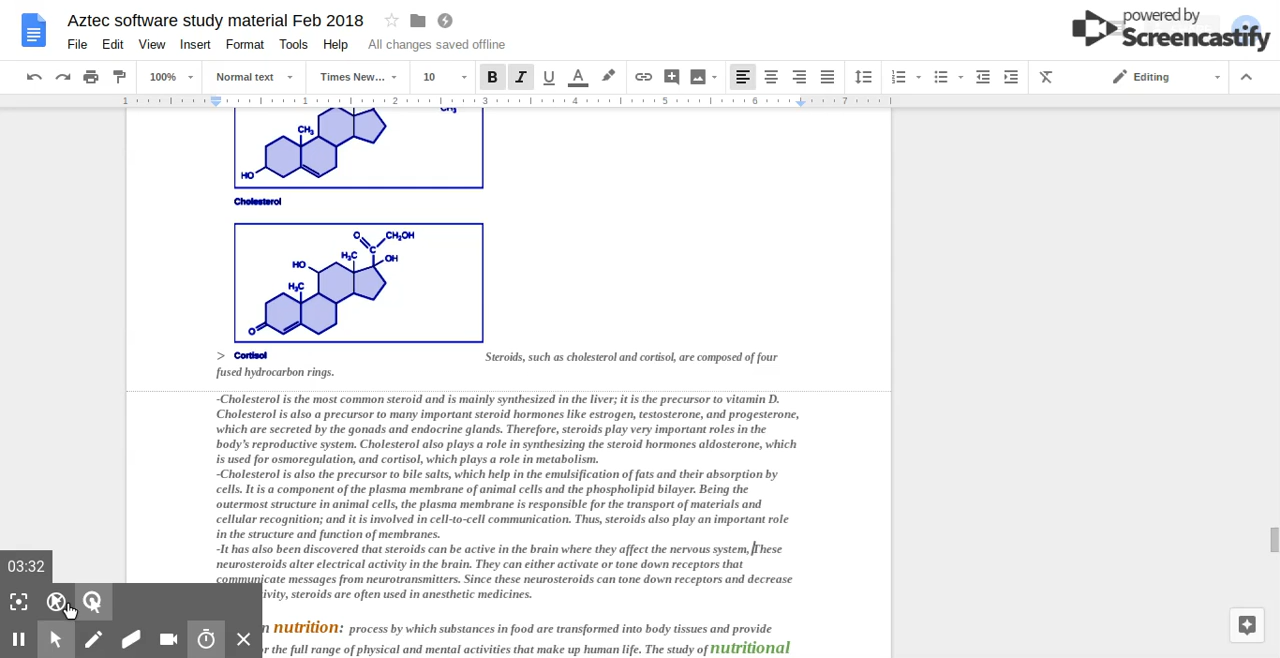 Aztec software study material Feb 2018
powered by
Screencastify
File Edit View Insert Format Tools Help All changes saved offline
100% Normal text Times New... 10 B I U A Editing
1 1 2 3 4 5 6 7
CH3
CH3
HO
Cholesterol
O CH2OH
C
H3C OH
HO
H3C
O
> Cortisol Steroids, such as cholesterol and cortisol, are composed of four
fused hydrocarbon rings.
-Cholesterol is the most common steroid and is mainly synthesized in the liver; it is the precursor to vitamin D.
Cholesterol is also a precursor to many important steroid hormones like estrogen, testosterone, and progesterone,
which are secreted by the gonads and endocrine glands. Therefore, steroids play very important roles in the
body's reproductive system. Cholesterol also plays a role in synthesizing the steroid hormones aldosterone, which
is used for osmoregulation, and cortisol, which plays a role in metabolism.
-Cholesterol is also the precursor to bile salts, which help in the emulsification of fats and their absorption by
cells. It is a component of the plasma membrane of animal cells and the phospholipid bilayer. Being the
outermost structure in animal cells, the plasma membrane is responsible for the transport of materials and
cellular recognition; and it is involved in cell-to-cell communication. Thus, steroids also play an important role
in the structure and function of membranes.
-It has also been discovered that steroids can be active in the brain where they affect the nervous system, These
neurosteroids alter electrical activity in the brain. They can either activate or tone down receptors that
communicate messages from neurotransmitters. Since these neurosteroids can tone down receptors and decrease
ivity, steroids are often used in anesthetic medicines.
n nutrition: process by which substances in food are transformed into body tissues and provide
r the full range of physical and mental activities that make up human life. The study of nutritional
03:32